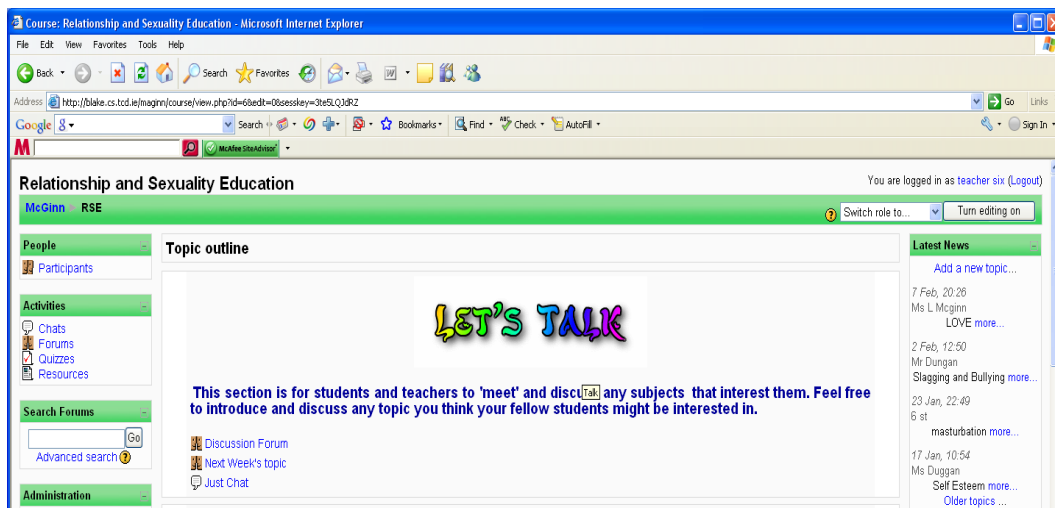 Course: Relationship and Sexuality Education - Microsoft Internet Explorer
File Edit View Favorites Tools Help
Back Search Favorites
Address http://blake.cs.tcd.ie/maginn/course/view.php?id=6&edit=0&sesskey=3te5LQJdRZ Go Links
Google Search Bookmarks Find Check AutoFill Sign In
M McAfee SiteAdvisor
Relationship and Sexuality Education
You are logged in as teacher six (Logout)
McGinn RSE
Switch role to... Turn editing on
People
Participants
Activities
Chats
Forums
Quizzes
Resources
Search Forums
Go
Advanced search
Administration
Topic outline
LET'S TALK
This section is for students and teachers to 'meet' and discu Talk any subjects that interest them. Feel free
to introduce and discuss any topic you think your fellow students might be interested in.
Discussion Forum
Next Week's topic
Just Chat
Latest News
Add a new topic...
7 Feb, 20:26
Ms L Mcginn
LOVE more...
2 Feb, 12:50
Mr Dungan
Slagging and Bullying more...
23 Jan, 22:49
6 st
masturbation more...
17 Jan, 10:54
Ms Duggan
Self Esteem more...
Older topics ...